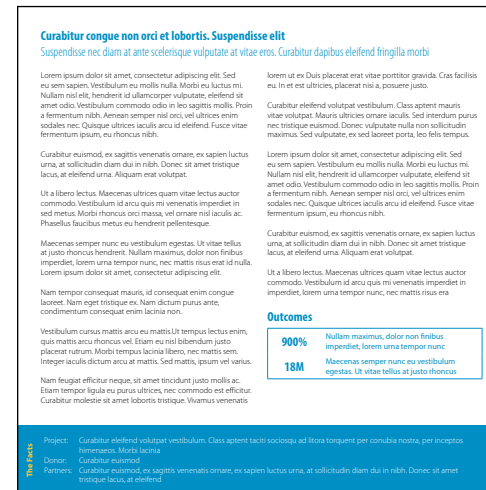 Curabitur congue non orci et lobortis. Suspendisse elit
Suspendisse nec diam at ante scelerisque vulputate at vitae eros. Curabitur dapibus eleifend fringilla morbi
Lorem ipsum dolor sit amet, consectetur adipiscing elit. Sed
eu sem sapien. Vestibulum eu mollis nulla. Morbi eu luctus mi.
Nullam nisl elit, hendrerit id ullamcorper vulputate, eleifend sit
amet odio. Vestibulum commodo odio in leo sagittis mollis. Proin
a fermentum nibh. Aenean semper nisl orci, vel ultrices enim
sodales nec. Quisque ultrices iaculis arcu id eleifend. Fusce vitae
fermentum ipsum, eu rhoncus nibh.
Curabitur euismod, ex sagittis venenatis ornare, ex sapien luctus
urna, at sollicitudin diam dui in nibh. Donec sit amet tristique
lacus, at eleifend urna. Aliquam erat volutpat.
Ut a libero lectus. Maecenas ultrices quam vitae lectus auctor
commodo. Vestibulum id arcu quis mi venenatis imperdiet in
sed metus. Morbi rhoncus orci massa, vel ornare nisl iaculis ac.
Phasellus faucibus metus eu hendrerit pellentesque.
Maecenas semper nunc eu vestibulum egestas. Ut vitae tellus
at justo rhoncus hendrerit. Nullam maximus, dolor non finibus
imperdiet, lorem urna tempor nunc, nec mattis risus erat id nulla.
Lorem ipsum dolor sit amet, consectetur adipiscing elit.
Nam tempor consequat mauris, id consequat enim congue
laoreet. Nam eget tristique ex. Nam dictum purus ante,
condimentum consequat enim lacinia non.
Vestibulum cursus mattis arcu eu mattis.Ut tempus lectus enim,
quis mattis arcu rhoncus vel. Etiam eu nisl bibendum justo
placerat rutrum. Morbi tempus lacinia libero, nec mattis sem.
Integer iaculis dictum arcu at mattis. Sed mattis, ipsum vel varius.
Nam feugiat efficitur neque, sit amet tincidunt justo mollis ac.
Etiam tempor ligula eu purus ultrices, nec commodo est efficitur.
Curabitur molestie sit amet lobortis tristique. Vivamus venenatis
lorem ut ex Duis placerat erat vitae porttitor gravida. Cras facilisis
eu. In et est ultricies, placerat nisi a, posuere justo.
Curabitur eleifend volutpat vestibulum. Class aptent mauris
vitae volutpat. Mauris ultricies ornare iaculis. Sed interdum purus
nec tristique euismod. Donec vulputate nulla non sollicitudin
maximus. Sed vulputate, ex sed laoreet porta, leo felis tempus.
Lorem ipsum dolor sit amet, consectetur adipiscing elit. Sed
eu sem sapien. Vestibulum eu mollis nulla. Morbi eu luctus mi.
Nullam nisl elit, hendrerit id ullamcorper vulputate, eleifend sit
amet odio. Vestibulum commodo odio in leo sagittis mollis. Proin
a fermentum nibh. Aenean semper nisl orci, vel ultrices enim
sodales nec. Quisque ultrices iaculis arcu id eleifend. Fusce vitae
fermentum ipsum, eu rhoncus nibh.
Curabitur euismod, ex sagittis venenatis ornare, ex sapien luctus
urna, at sollicitudin diam dui in nibh. Donec sit amet tristique
lacus, at eleifend urna. Aliquam erat volutpat.
Ut a libero lectus. Maecenas ultrices quam vitae lectus auctor
commodo. Vestibulum id arcu quis mi venenatis imperdiet in
imperdiet, lorem urna tempor nunc, nec mattis risus era
Outcomes
900% Nullam maximus, dolor non finibus
imperdiet, lorem urna tempor nunc
18M Maecenas semper nunc eu vestibulum
egestas. Ut vitae tellus at justo rhoncus
The Facts
Project: Curabitur eleifend volutpat vestibulum. Class aptent taciti sociosqu ad litora torquent per conubia nostra, per inceptos
himenaeos. Morbi lacinia
Donor: Curabitur euismod
Partners: Curabitur euismod, ex sagittis venenatis ornare, ex sapien luctus urna, at sollicitudin diam dui in nibh. Donec sit amet
tristique lacus, at eleifend